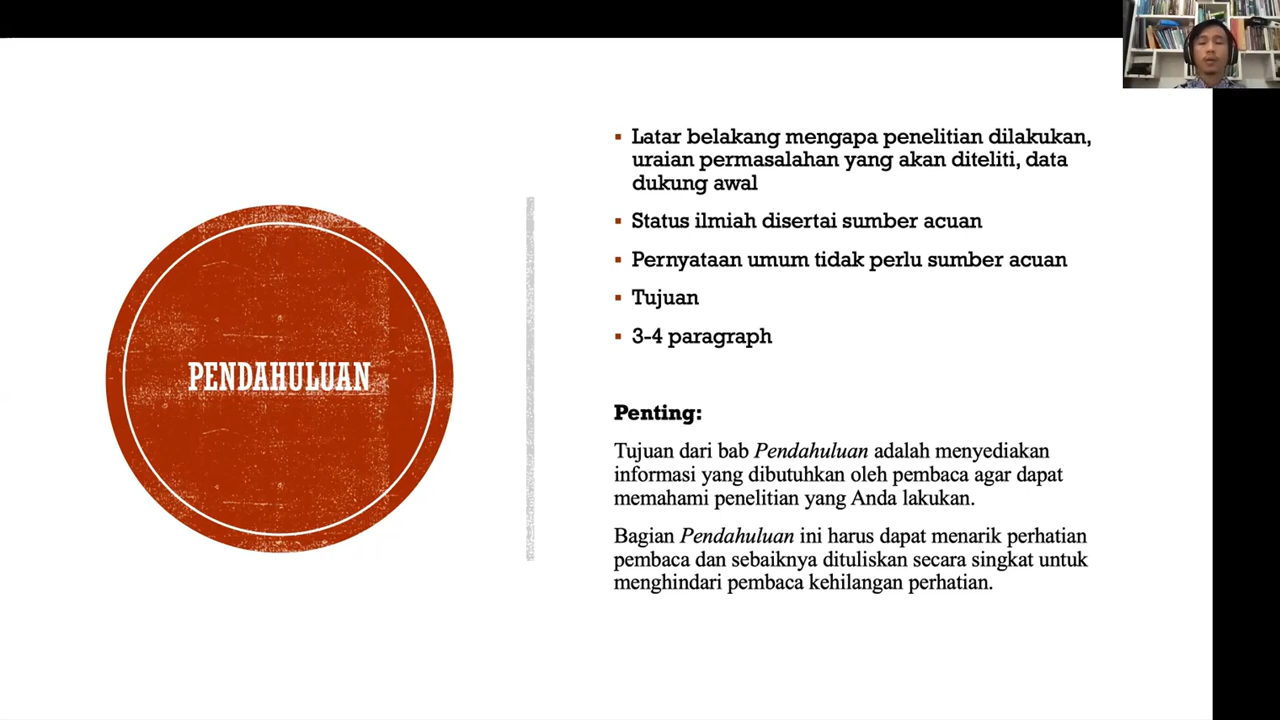 PENDAHULUAN
Latar belakang mengapa penelitian dilakukan,
uraian permasalahan yang akan diteliti, data
dukung awal
Status ilmiah disertai sumber acuan
Pernyataan umum tidak perlu sumber acuan
Tujuan
3-4 paragraph
Penting:
Tujuan dari bab Pendahuluan adalah menyediakan
informasi yang dibutuhkan oleh pembaca agar dapat
memahami penelitian yang Anda lakukan.
Bagian Pendahuluan ini harus dapat menarik perhatian
pembaca dan sebaiknya dituliskan secara singkat untuk
menghindari pembaca kehilangan perhatian.